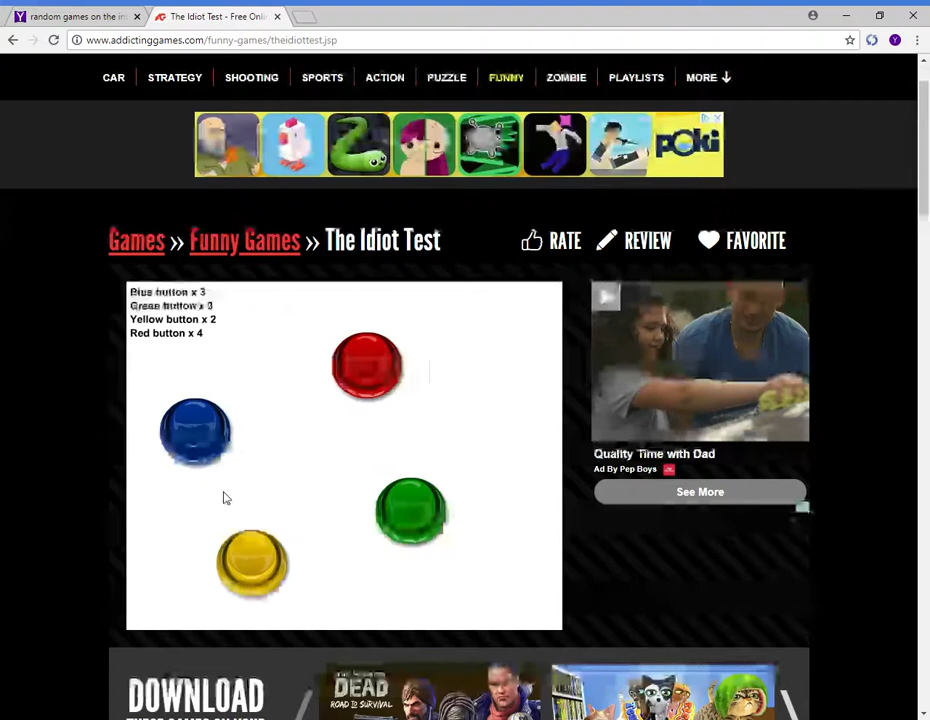 random games on the in
The Idiot Test - Free Onli
www.addictinggames.com/funny-games/theidiottest.jsp
CAR STRATEGY SHOOTING SPORTS ACTION PUZZLE FUNNY ZOMBIE PLAYLISTS MORE
poki
Games » Funny Games » The Idiot Test
RATE REVIEW FAVORITE
Blue button x 3
Green button x
Yellow button x 2
Red button x 4
Quality Time with Dad
Ad By Pep Boys
See More
DOWNLOAD
DEAD
ROAD TO SURVIVAL